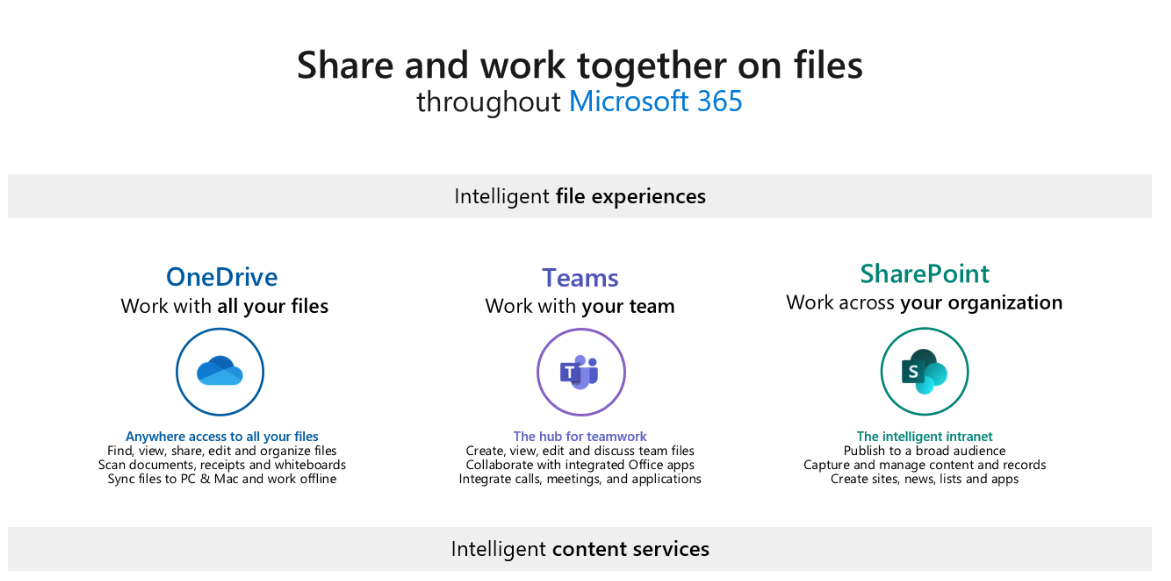 Share and work together on files
throughout Microsoft 365
Intelligent file experiences
OneDrive
Work with all your files
Anywhere access to all your files
Find, view, share, edit and organize files
Scan documents, receipts and whiteboards
Sync files to PC & Mac and work offline
Teams
Work with your team
T
The hub for teamwork
Create, view, edit and discuss team files
Collaborate with integrated Office apps
Integrate calls, meetings, and applications
SharePoint
Work across your organization
S
The intelligent intranet
Publish to a broad audience
Capture and manage content and records
Create sites, news, lists and apps
Intelligent content services